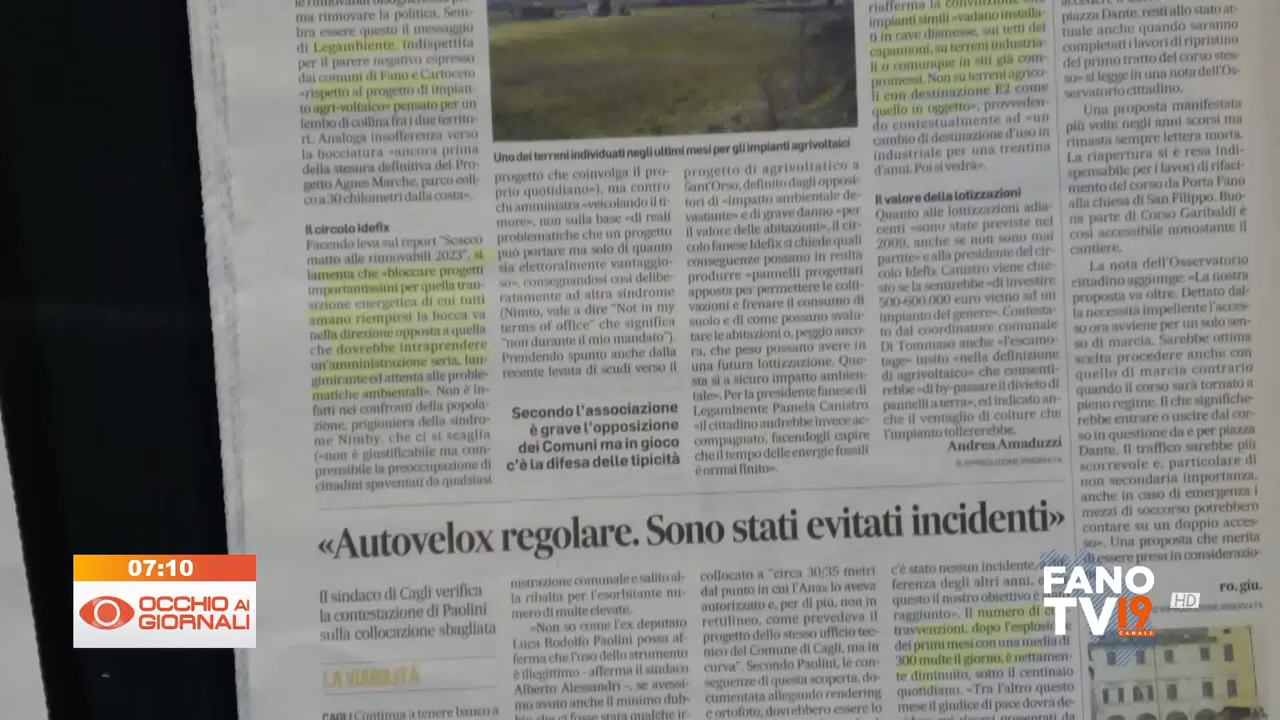 ma rinnovare la politica. Sem-
bra essere questo il messaggio
di Legambiente, indispettita
per il parere negativo espresso
dai comuni di Fano e Cartoceto
«rispetto al progetto di impian-
to agri-voltaico» pensato per un
lembo di collina fra i due territo-
ri. Analoga insofferenza verso
la bocciatura «ancora prima
della stesura definitiva del Pro-
getto Agnes Marche, parco eoli-
co a 30 chilometri dalla costa».
Il circolo Idefix
Facendo leva sul report "Scacco
matto alle rinnovabili 2023", si
lamenta che «bloccare progetti
importantissimi per quella tran-
sizione energetica di cui tutti
amano riempirsi la bocca va
nella direzione opposta a quella
che dovrebbe intraprendere
un'amministrazione seria, lun-
gimirante ed attenta alle proble-
matiche ambientali». Non è in-
fatti nei confronti della popola-
zione, prigioniera della sindro-
me Nimby, che ci si scaglia
(«non è giustificabile ma com-
prensibile la preoccupazione di
cittadini spaventati da qualsiasi
Uno dei terreni individuati negli ultimi mesi per gli impianti agrivoltaici
progetto che coinvolga il pro-
prio quotidiano»), ma contro
chi amministra «veicolando il ti-
more», non sulla base «di reali
problematiche che un progetto
può portare ma solo di quanto
sia elettoralmente vantaggio-
so», consegnandosi così delibe-
ratamente ad altra sindrome
(Nimto, vale a dire "Not in my
terms of office" che significa
"non durante il mio mandato").
Prendendo spunto anche dalla
recente levata di scudi verso il
Secondo l'associazione
è grave l'opposizione
dei Comuni ma in gioco
c'è la difesa delle tipicità
progetto di agrivoltaico a
Sant'Orso, definito dagli opposi-
tori di «impatto ambientale de-
vastante» e di grave danno «per
il valore delle abitazioni», il cir-
colo fanese Idefix si chiede quali
conseguenze possano in realtà
produrre «pannelli progettati
apposta per permettere le colti-
vazioni e frenare il consumo di
suolo e di come possano svalu-
tare le abitazioni o, peggio anco-
ra, che peso possano avere in
una futura lottizzazione. Que-
sta sì a sicuro impatto ambien-
tale». Per la presidente fanese di
Legambiente Pamela Canistro
«il cittadino andrebbe invece ac-
compagnato, facendogli capire
che il tempo delle energie fossili
è ormai finito».
riafferma la convinzione che
impianti simili «vadano installa-
ti in cave dismesse, sui tetti dei
capannoni, su terreni industria-
li o comunque in siti già com-
promessi. Non su terreni agrico-
li con destinazione E2 come
quello in oggetto», provveden-
do contestualmente ad «un
cambio di destinazione d'uso in
industriale per una trentina
d'anni. Poi si vedrà».
Il valore della lotizzazioni
Quanto alle lottizzazioni adia-
centi «sono state previste nel
2009, anche se non sono mai
partite» e alla presidente del cir-
colo Idefix Canistro viene chie-
sto se la sentirebbe «di investire
500-600.000 euro vicino ad un
impianto del genere». Contesta-
to dal coordinatore comunale
Di Tommaso anche «l'escamo-
tage» insito «nella definizione
di agrivoltaico» che consenti-
rebbe «di by-passare il divieto di
pannelli a terra», ed indicato an-
che il ventaglio di colture che
l'impianto tollererebbe.
Andrea Amaduzzi
© RIPRODUZIONE RISERVATA
piazza Dante, resti allo stato at-
tuale anche quando saranno
completati i lavori di ripristino
del primo tratto del corso stes-
so» si legge in una nota dell'Os-
servatorio cittadino.
Una proposta manifestata
più volte negli anni scorsi ma
rimasta sempre lettera morta.
La riapertura si è resa indi-
spensabile per i lavori di rifaci-
mento del corso da Porta Fano
alla chiesa di San Filippo. Buo-
na parte di Corso Garibaldi è
così accessibile nonostante il
cantiere.
La nota dell'Osservatorio
cittadino aggiunge: «La nostra
proposta va oltre. Dettato dal-
la necessità impellente l'acces-
so ora avviene per un solo sen-
so di marcia. Sarebbe ottima
scelta procedere anche con
quello di marcia contrario
quando il corso sarà tornato a
pieno regime. Il che significhe-
rebbe entrare o uscire dal cor-
so in questione da e per piazza
Dante. Il traffico sarebbe più
scorrevole e, particolare di
non secondaria importanza,
anche in caso di emergenza i
mezzi di soccorso potrebbero
contare su un doppio acces-
so». Una proposta che merita
di essere presa in considerazio-
ro. giu.
«Autovelox regolare. Sono stati evitati incidenti»
Il sindaco di Cagli verifica
la contestazione di Paolini
sulla collocazione sbagliata
LA VIABILITÀ
CAGLI Continua a tenere banco a
nistrazione comunale e salito al-
la ribalta per l'esorbitante nu-
mero di multe elevate.
«Non so come l'ex deputato
Luca Rodolfo Paolini possa af-
ferma che l'uso dello strumento
è illegittimo - afferma il sindaco
Alberto Alessandri -, se avessi-
mo avuto anche il minimo dub-
collocato a "circa 30/35 metri
dal punto in cui l'Anas lo aveva
autorizzato e, per di più, non in
rettilineo, come prevedeva il
progetto dello stesso ufficio tec-
nico del Comune di Cagli, ma in
curva". Secondo Paolini, le con-
seguenze di questa scoperta, do-
cumentata allegando rendering
e ortofoto, dovrebbero essere lo
c'è stato nessun incidente,
ferenza degli altri anni,
questo il nostro obiettivo è
raggiunto». Il numero di
travvenzioni, dopo l'esplosi
dei primi mesi con una media di
300 multe il giorno, è nettamen-
te diminuito, sotto il centinaio
quotidiano. «Tra l'altro questo
mese il giudice di pace dovrà de-
07:10
OCCHIO AI
GIORNALI
FANO
TV 19
CANALE
HD